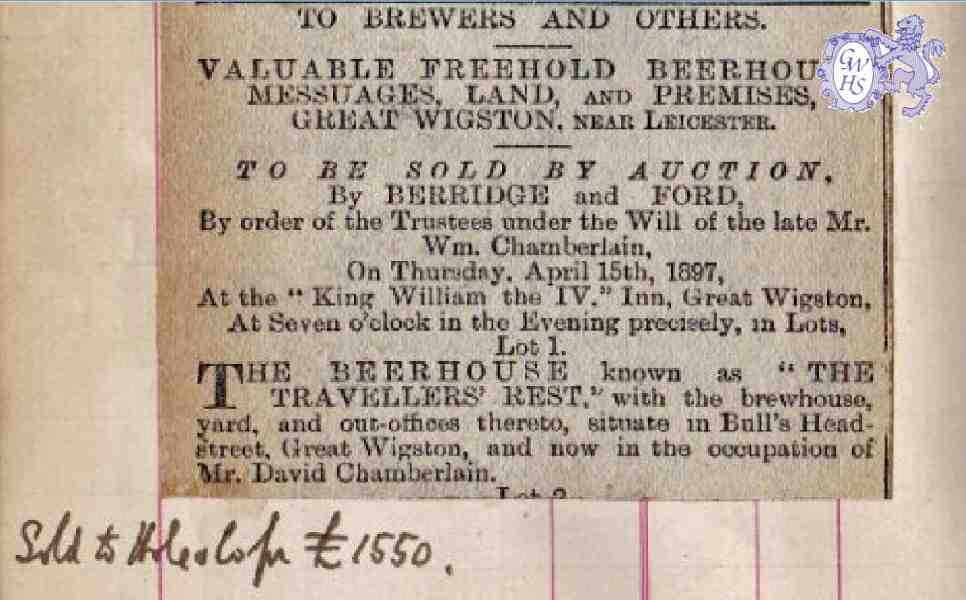 TO BREWERS AND OTHERS.
VALUABLE FREEHOLD BEERHOU
MESSUAGES, LAND, AND PREMISES,
GREAT WIGSTON, NEAR LEICESTER.
TO BE SOLD BY AUCTION,
By BERRIDGE and FORD,
By order of the Trustees under the Will of the late Mr.
Wm. Chamberlain,
On Thursday, April 15th, 1897,
At the “ King William the IV.” Inn, Great Wigston,
At Seven o'clock in the Evening precisely, in Lots,
Lot 1.
THE BEERHOUSE known as “ THE
TRAVELLERS' REST,” with the brewhouse,
yard, and out-offices thereto, situate in Bull's Head-
street, Great Wigston, and now in the occupation of
Mr. David Chamberlain.
Lot 2
Sold to £1550.
GWHS